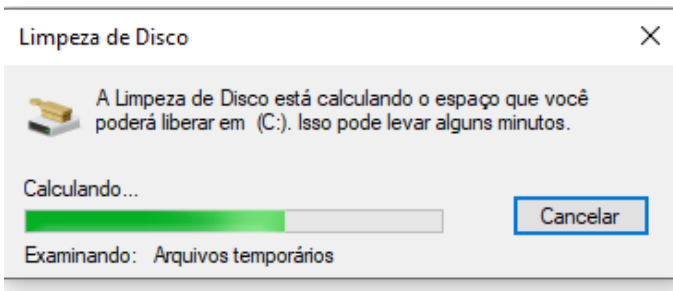 Limpeza de Disco
A Limpeza de Disco está calculando o espaço que você
poderá liberar em  (C:). Isso pode levar alguns minutos.
Calculando...
Cancelar
Examinando:   Arquivos temporários